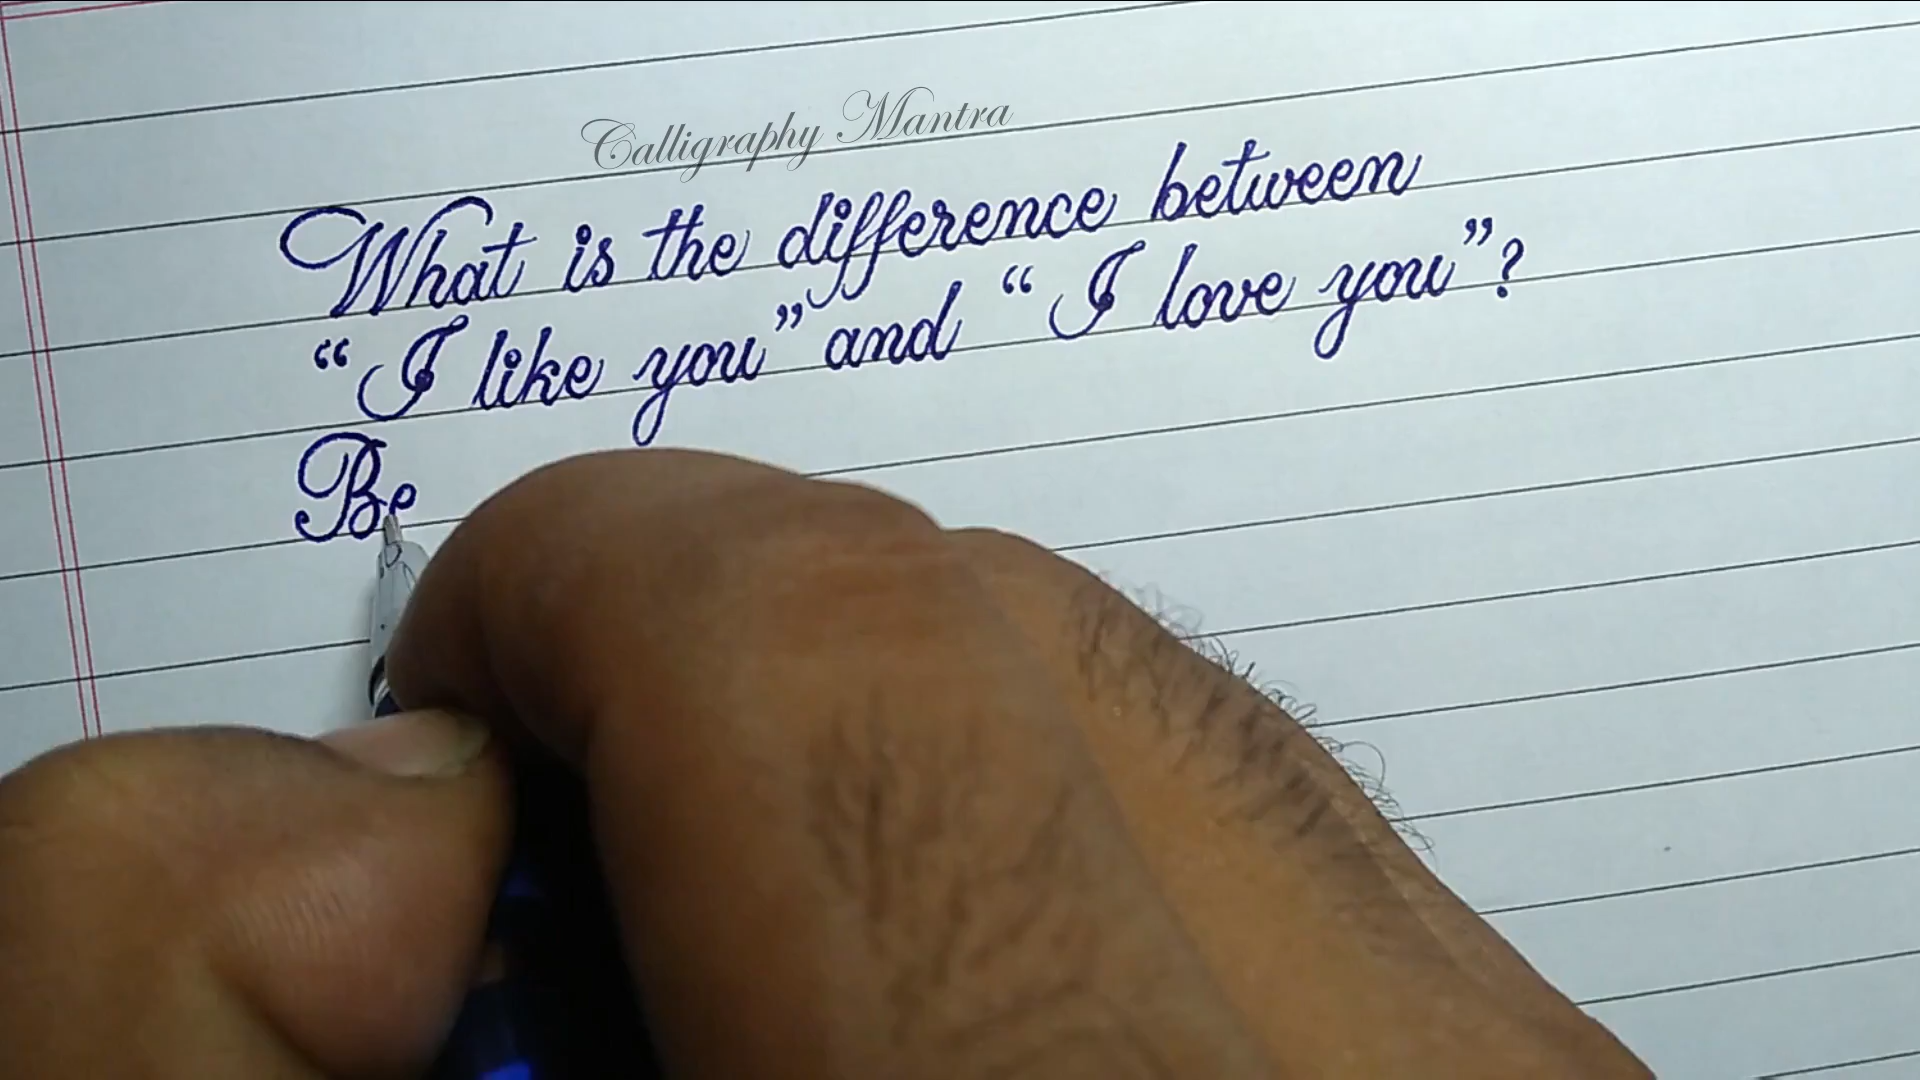 Calligraphy Mantra
What is the difference between
“I like you” and “I love you”?
Be